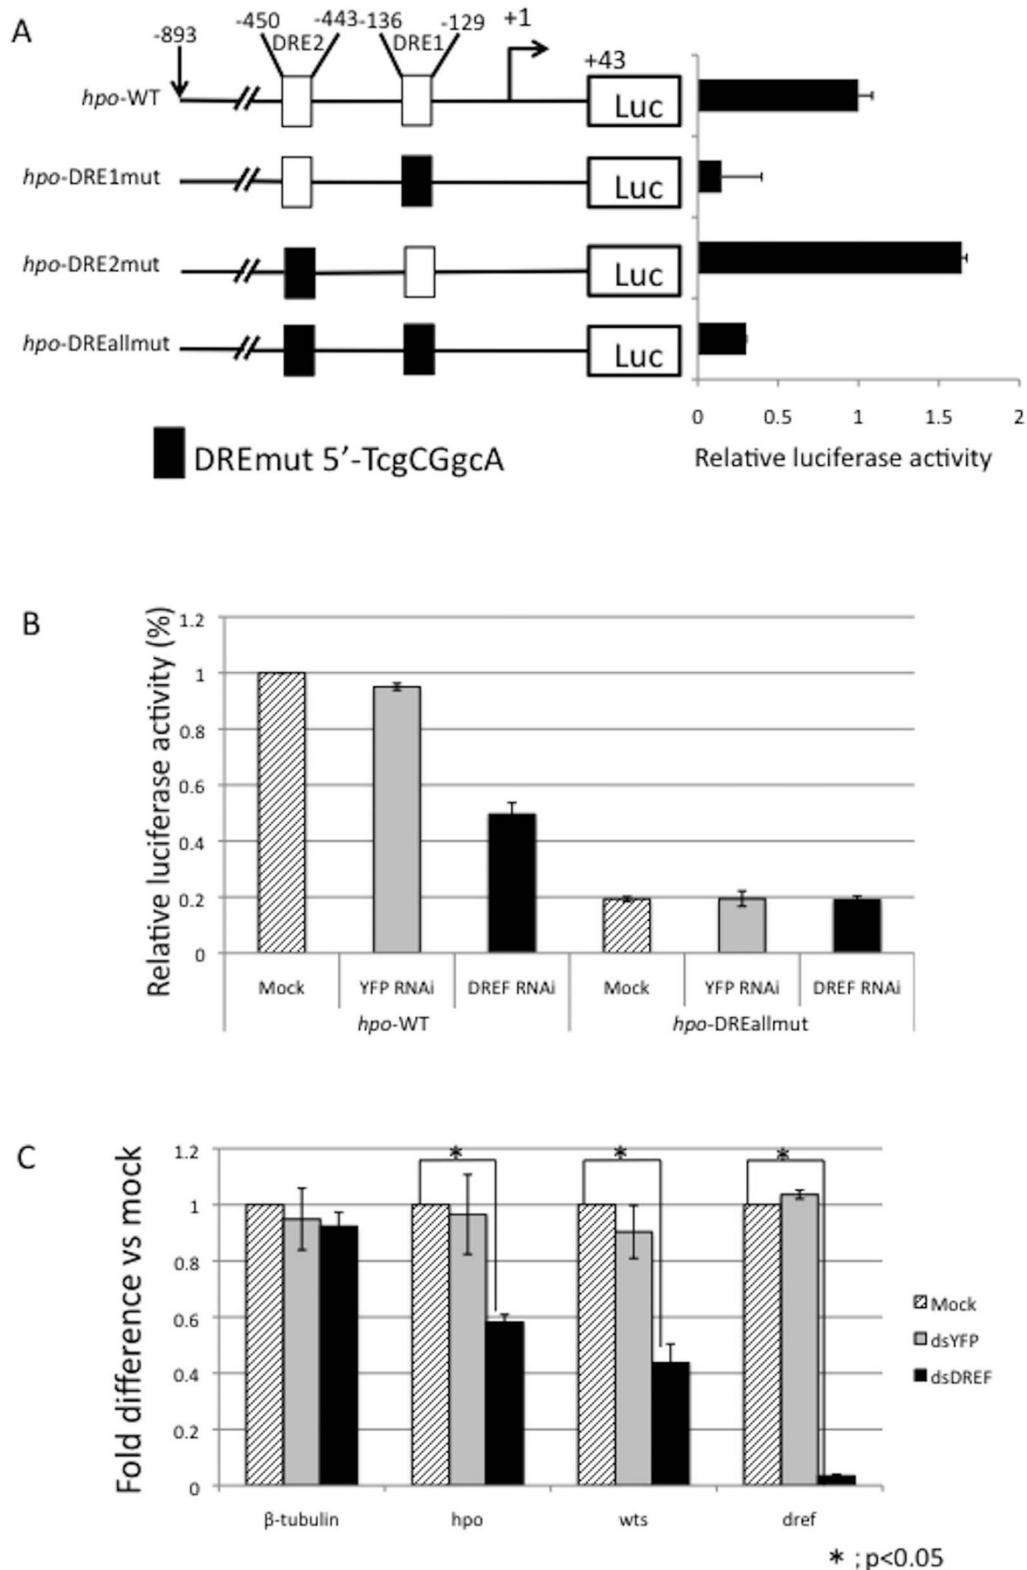 A
-893
-450
DRE2
-443
-136
DRE1
-129
+1
+43
hpo-WT
Luc
hpo-DRE1mut
Luc
hpo-DRE2mut
Luc
hpo-DREallmut
Luc
0
0.5
1
1.5
2
DREmut 5′-TcgCGgcA
Relative luciferase activity
B
Relative luciferase activity (%)
1.2
1
0.8
0.6
0.4
0.2
0
Mock
YFP RNAi
DREF RNAi
Mock
YFP RNAi
DREF RNAi
hpo-WT
hpo-DREallmut
C
Fold difference vs mock
1.2
1
0.8
0.6
0.4
0.2
0
*
*
*
Mock
dsYFP
dsDREF
β-tubulin
hpo
wts
dref
* ; p<0.05